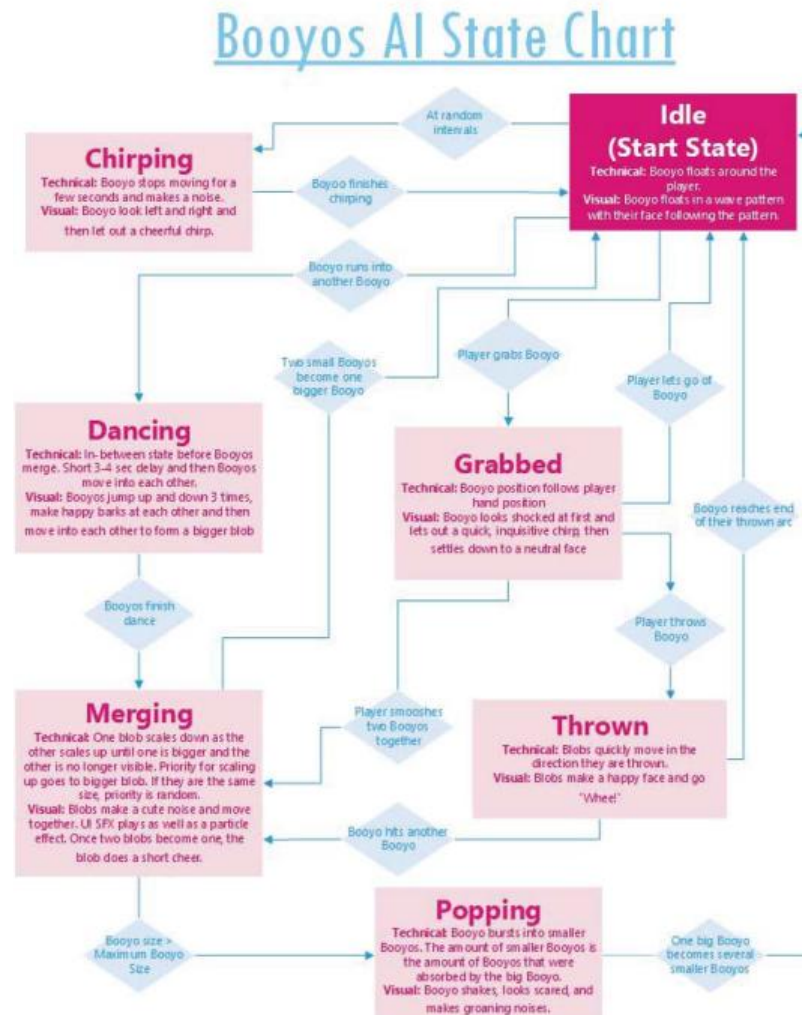 Booyos AI State Chart
At random
intervals
Idle
(Start State)
Technical: Booyo floats around the
player.
Visual: Booyo floats in a wave pattern
with their face following the pattern.
Chirping
Technical: Booyo stops moving for a
few seconds and makes a noise.
Visual: Booyo look left and right and
then let out a cheerful chirp.
Boyoo finishes
chirping
Booyo runs into
another Booyo
Two small Booyos
become one
bigger Booyo
Player grabs Booyo
Player lets go of
Booyo
Dancing
Technical: In- between state before Booyos
merge. Short 3-4 sec delay and then Booyos
move into each other.
Visual: Booyos jump up and down 3 times,
make happy barks at each other and then
move into each other to form a bigger blob
Grabbed
Technical: Booyo position follows player
hand position
Visual: Booyo looks shocked at first and
lets out a quick, inquisitive chirp, then
settles down to a neutral face
Booyo reaches end
of their thrown arc
Booyos finish
dance
Player throws
Booyo
Merging
Technical: One blob scales down as the
other scales up until one is bigger and the
other is no longer visible. Priority for scaling
up goes to bigger blob. If they are the same
size, priority is random.
Visual: Blobs make a cute noise and move
together. UI SFX plays as well as a particle
effect. Once two blobs become one, the
blob does a short cheer.
Player smooshes
two Booyos
together
Thrown
Technical: Blobs quickly move in the
direction they are thrown.
Visual: Blobs make a happy face and go
"Whee!"
Booyo hits another
Booyo
Booyo size >
Maximum Booyo
Size
Popping
Technical: Booyo bursts into smaller
Booyos. The amount of smaller Booyos is
the amount of Booyos that were
absorbed by the big Booyo.
Visual: Booyo shakes, looks scared, and
makes groaning noises.
One big Booyo
becomes several
smaller Booyos